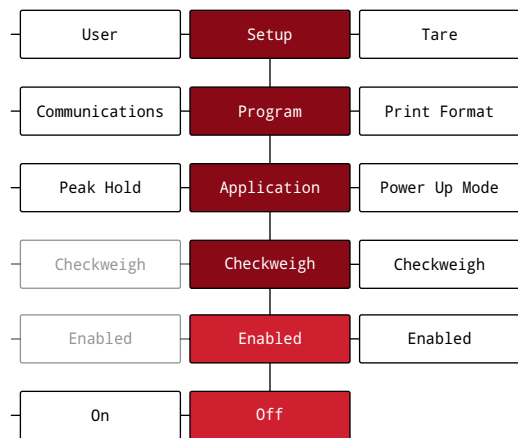 User Setup Tare
Communications Program Print Format
Peak Hold Application Power Up Mode
Checkweigh Checkweigh Checkweigh
Enabled Enabled Enabled
On Off